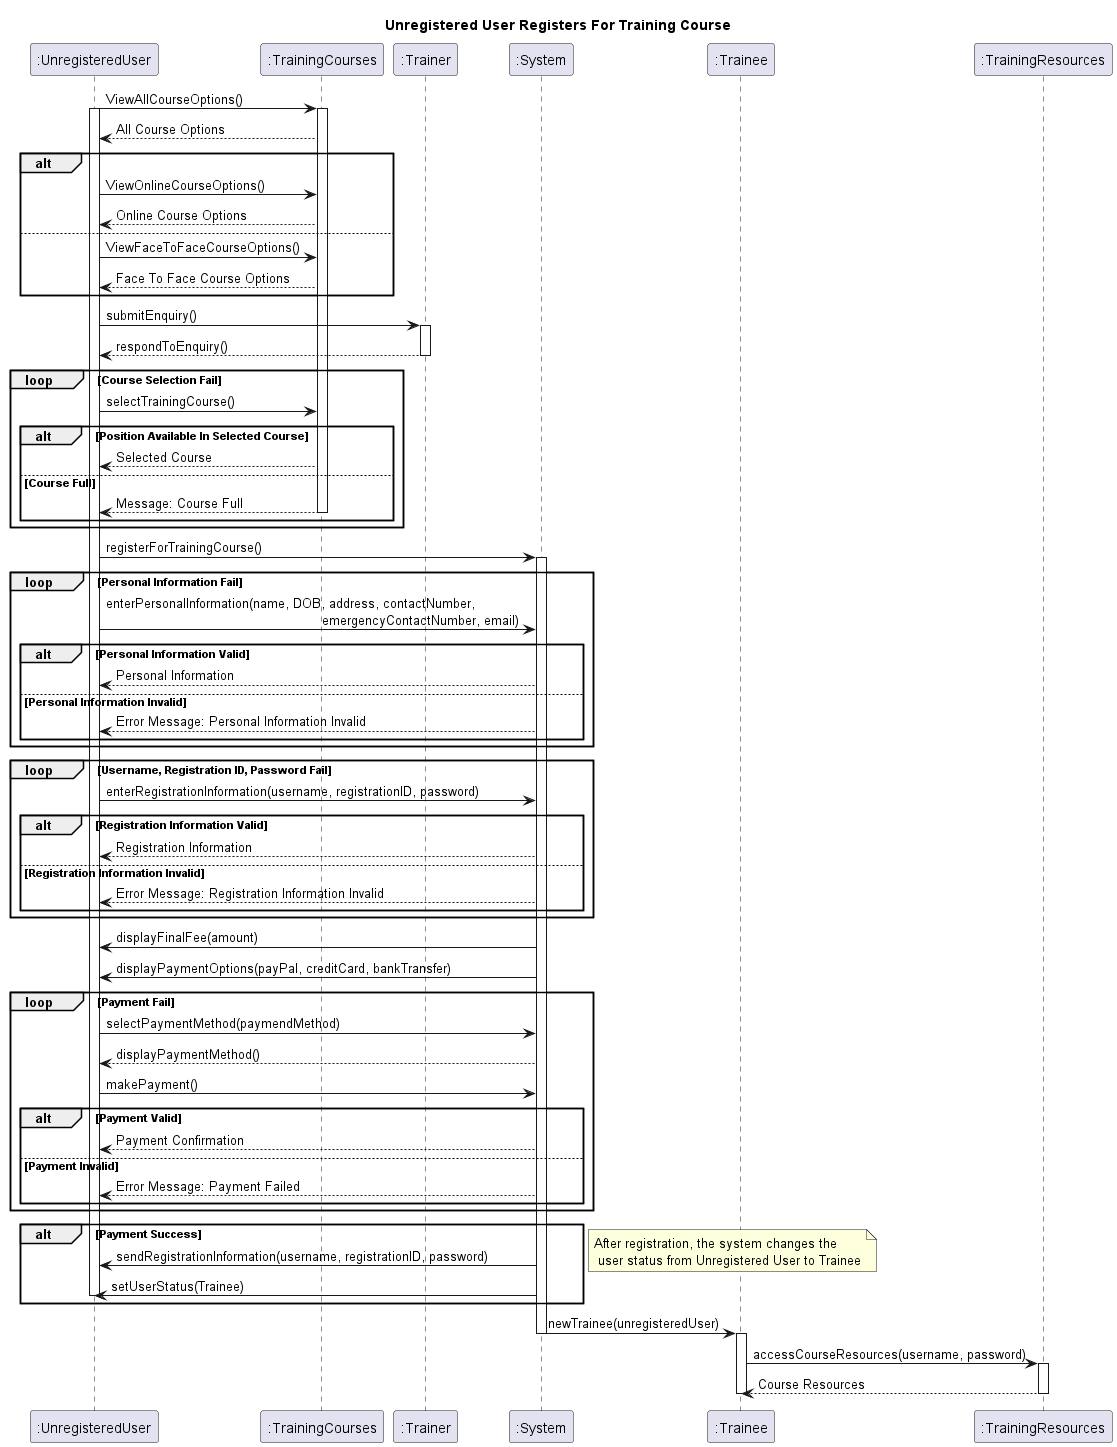 Unregistered User Registers For Training Course
:UnregisteredUser
:TrainingCourses
:Trainer
:System
:Trainee
:TrainingResources
ViewAllCourseOptions()
All Course Options
alt
ViewOnlineCourseOptions()
Online Course Options
ViewFaceToFaceCourseOptions()
Face To Face Course Options
submitEnquiry()
respondToEnquiry()
loop [Course Selection Fail]
selectTrainingCourse()
alt [Position Available In Selected Course]
Selected Course
[Course Full]
Message: Course Full
registerForTrainingCourse()
loop [Personal Information Fail]
enterPersonalInformation(name, DOB, address, contactNumber,
emergencyContactNumber, email)
alt [Personal Information Valid]
Personal Information
[Personal Information Invalid]
Error Message: Personal Information Invalid
loop [Username, Registration ID, Password Fail]
enterRegistrationInformation(username, registrationID, password)
alt [Registration Information Valid]
Registration Information
[Registration Information Invalid]
Error Message: Registration Information Invalid
displayFinalFee(amount)
displayPaymentOptions(payPal, creditCard, bankTransfer)
loop [Payment Fail]
selectPaymentMethod(paymendMethod)
displayPaymentMethod()
makePayment()
alt [Payment Valid]
Payment Confirmation
[Payment Invalid]
Error Message: Payment Failed
alt [Payment Success]
sendRegistrationInformation(username, registrationID, password)
After registration, the system changes the
user status from Unregistered User to Trainee
setUserStatus(Trainee)
newTrainee(unregisteredUser)
accessCourseResources(username, password)
Course Resources
:UnregisteredUser
:TrainingCourses
:Trainer
:System
:Trainee
:TrainingResources